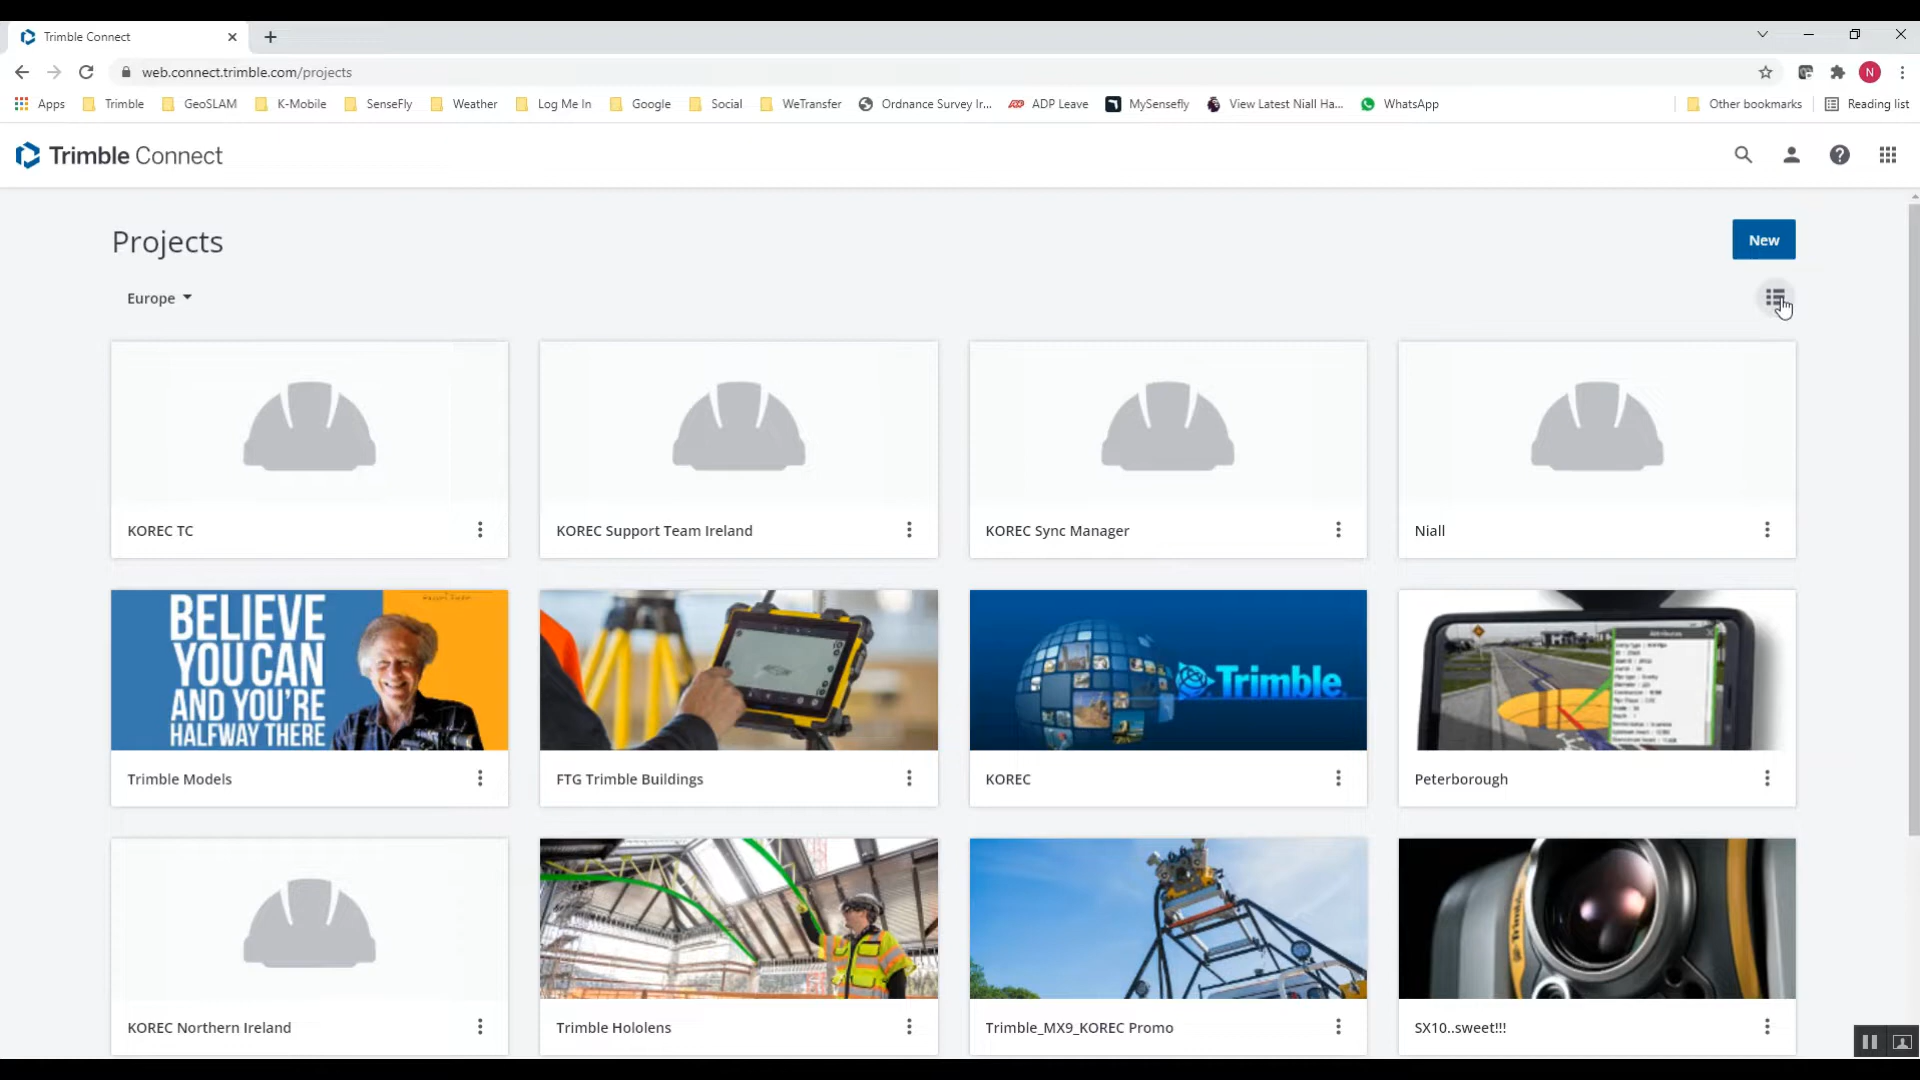 Trimble Connect
web.connect.trimble.com/projects
Apps Trimble GeoSLAM K-Mobile SenseFly Weather Log Me In Google Social WeTransfer Ordnance Survey Ir... ADP Leave MySensefly View Latest Niall Ha... WhatsApp Other bookmarks Reading list
N
Trimble Connect
Projects
New
Europe
KOREC TC
KOREC Support Team Ireland
KOREC Sync Manager
Niall
BELIEVE
YOU CAN
AND YOU'RE
HALFWAY THERE
Trimble
Trimble Models
FTG Trimble Buildings
KOREC
Peterborough
Trimble
KOREC Northern Ireland
Trimble Hololens
Trimble_MX9_KOREC Promo
SX10..sweet!!!